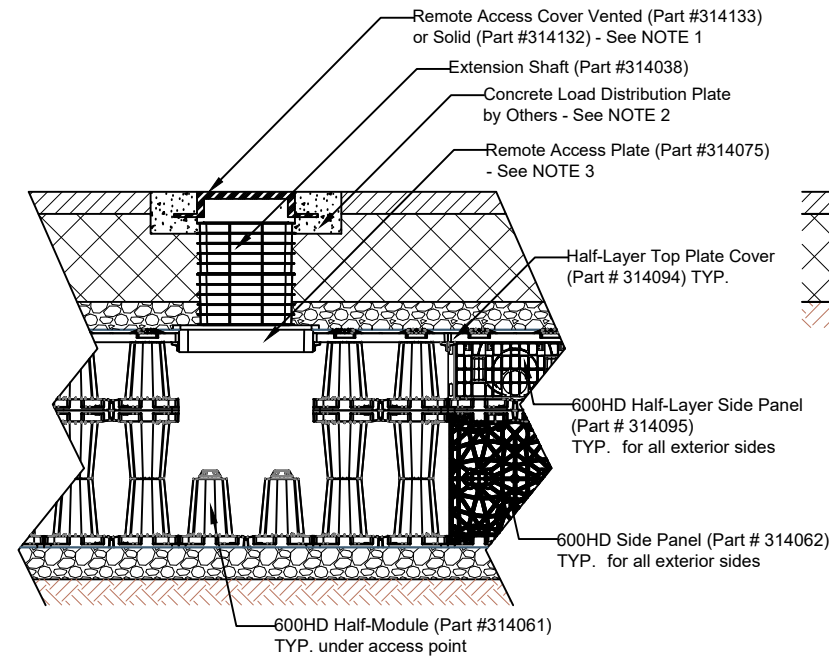 Remote Access Cover Vented (Part #314133)
or Solid (Part #314132) - See NOTE 1
Extension Shaft (Part #314038)
Concrete Load Distribution Plate
by Others - See NOTE 2
Remote Access Plate (Part #314075)
- See NOTE 3
Half-Layer Top Plate Cover
(Part # 314094) TYP.
600HD Half-Layer Side Panel
(Part # 314095)
TYP. for all exterior sides
600HD Side Panel (Part # 314062)
TYP. for all exterior sides
600HD Half-Module (Part #314061)
TYP. under access point